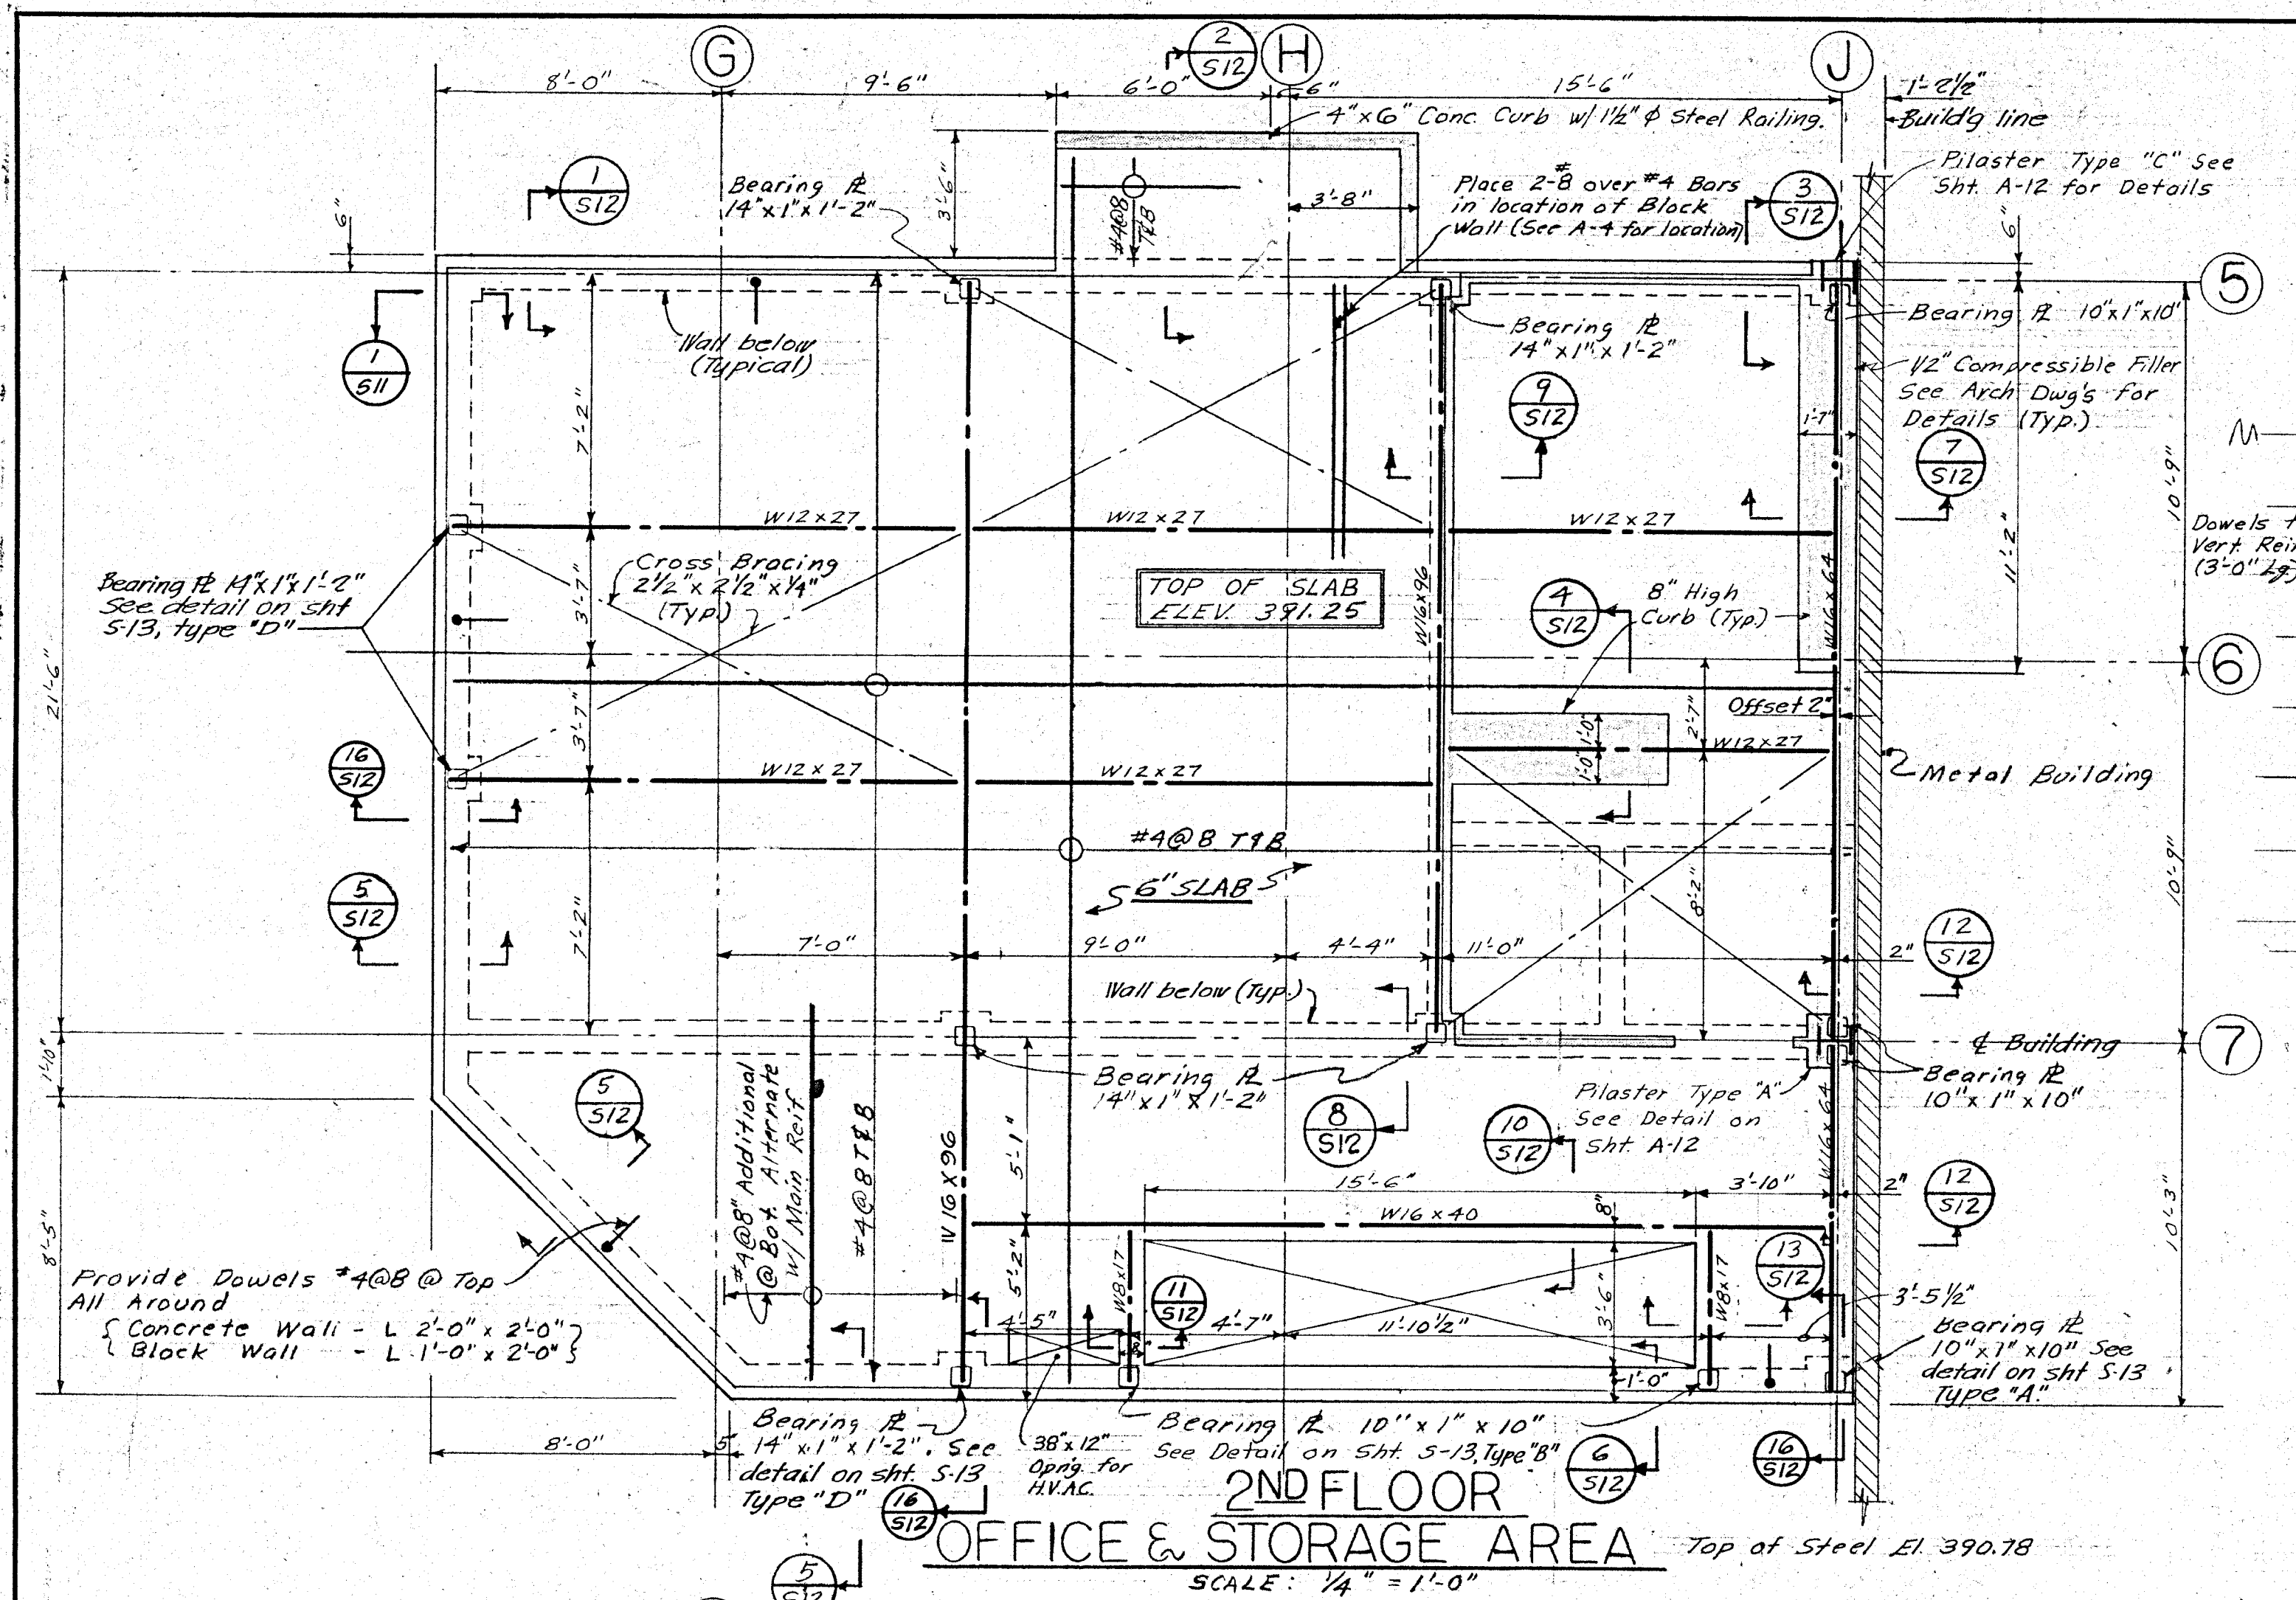 G
2
S12
H
J
8'-0"
9'-6"
6'-0"
6"
15'-6"
1'-2½"
Build'g line
4"x6" Conc. Curb w/ 1½" ϕ Steel Railing.
Pilaster Type "C" See
Sht. A-12 for Details
1
S12
Bearing ℄
14"x1"x1'-2"
3'-6"
#4@8
T&B
3'-8"
Place 2-#8 over #4 Bars
in location of Block
Wall (See A-4 for location)
3
S12
6"
6"
5
1
S11
Wall below
(Typical)
7'-2"
Bearing ℄
14"x1"x1'-2"
Bearing ℄ 10"x1"x10"
½" Compressible Filler
See Arch Dwg's for
Details (Typ.)
9
S12
1'-7"
7
S12
10'-9"
11'-2"
W12x27
W12x27
W12x27
Bearing ℄ 14"x1"x1'-2"
See detail on sht
S-13, type "D"
3'-7"
Cross Bracing
2½" x 2½" x ¼"
(Typ.)
TOP OF SLAB
ELEV. 391.25
W16x96
4
S12
8" High
Curb (Typ.)
W16x64
Dowels
Vert.
(3'-0" Lg)
6
21'-6"
3'-7"
2'-7"
Offset 2"
1'-0"
1'-0"
W12x27
16
S12
W12x27
W12x27
Metal Building
#4@8 T&B
6" SLAB
5
S12
7'-2"
8'-2"
10'-9"
7'-0"
9'-0"
4'-4"
11'-0"
2"
12
S12
Wall below (Typ.)
1'-10"
℄ Building
7
Bearing ℄
14"x1"x1'-2"
Bearing ℄
10"x1"x10"
5
S12
#4@8" Additional
@ Bot. Alternate
w/ Main Reif.
#4@8 T&B
W16x96
5'-1"
8
S12
10
S12
Pilaster Type "A"
See Detail on
Sht. A-12
W16x64
15'-6"
3'-10"
2"
12
S12
8'-5"
W16x40
8"
10'-3"
Provide Dowels #4@8 @ Top
All Around
Concrete Wall - L 2'-0" x 2'-0"
Block Wall - L 1'-0" x 2'-0"
5'-2"
W8x17
11
S12
3'-6"
W8x17
13
S12
4'-5"
8"
4'-7"
11'-10½"
3'-5½"
Bearing ℄
10"x1"x10" See
detail on sht S-13
Type "A."
1'-0"
8'-0"
5"
Bearing ℄
14"x1"x1'-2". See
detail on sht. S-13
Type "D"
38"x12"
Opn'g for
H.V.A.C.
Bearing ℄ 10"x1"x10"
See Detail on Sht. S-13, Type "B"
6
S12
16
S12
16
S12
2ND FLOOR
OFFICE & STORAGE AREA
Top of Steel El. 390.78
SCALE: ¼" = 1'-0"
5
S12